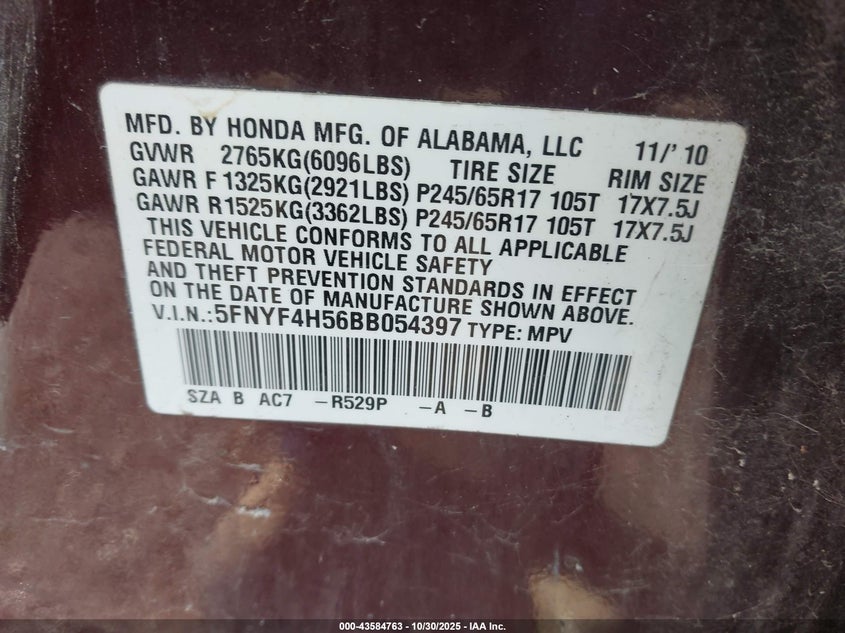 MFD. BY HONDA MFG. OF ALABAMA, LLC 11/' 10
GVWR 2765KG(6096LBS) TIRE SIZE RIM SIZE
GAWR F 1325KG(2921LBS) P245/65R17 105T 17X7.5J
GAWR R1525KG(3362LBS) P245/65R17 105T 17X7.5J
THIS VEHICLE CONFORMS TO ALL APPLICABLE
FEDERAL MOTOR VEHICLE SAFETY
AND THEFT PREVENTION STANDARDS IN EFFECT
ON THE DATE OF MANUFACTURE SHOWN ABOVE.
V.I.N.:5FNYF4H56BB054397 TYPE: MPV
SZA B AC7 -R529P -A -B
000-43584763 - 10/30/2025 - IAA Inc.